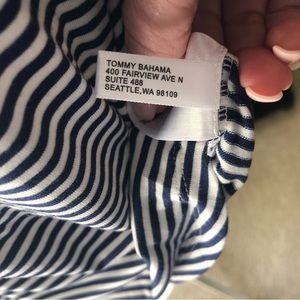 TOMMY BAHAMA
400 FAIRVIEW AVE N
SUITE 488
SEATTLE,WA 98109